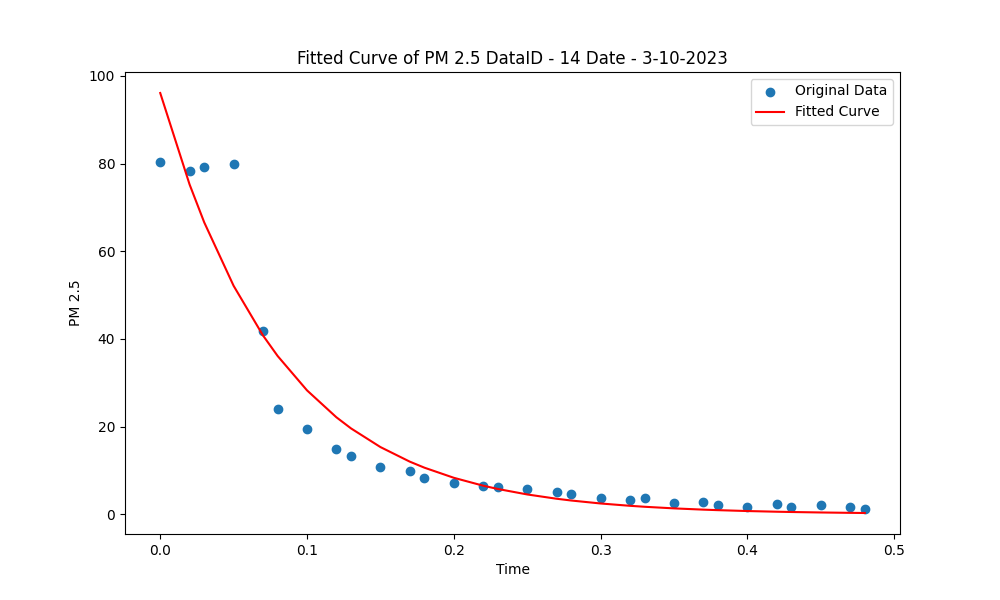 Fitted Curve of PM 2.5 DataID - 14 Date - 3-10-2023
Original Data
Fitted Curve
100
80
60
40
20
0
PM 2.5
0.0 0.1 0.2 0.3 0.4 0.5
Time